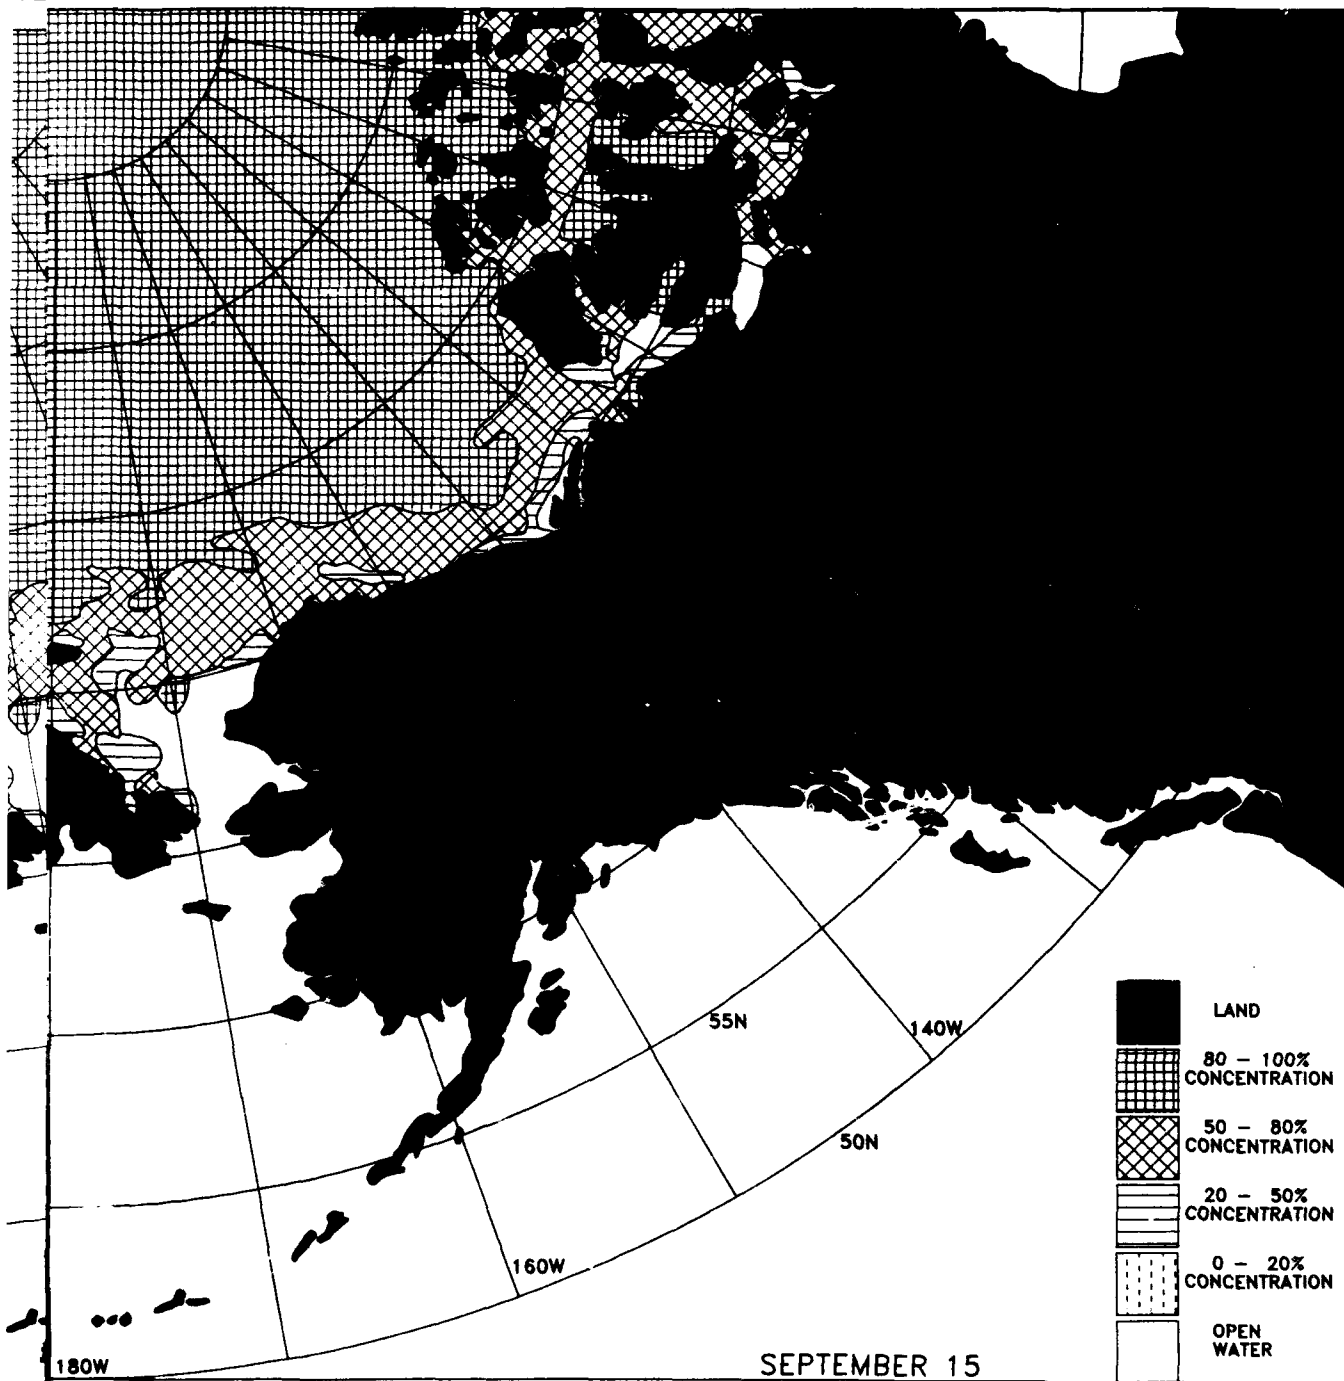 55N
140W
50N
160W
180W
SEPTEMBER 15
LAND
80 - 100%
CONCENTRATION
50 - 80%
CONCENTRATION
20 - 50%
CONCENTRATION
0 - 20%
CONCENTRATION
OPEN
WATER